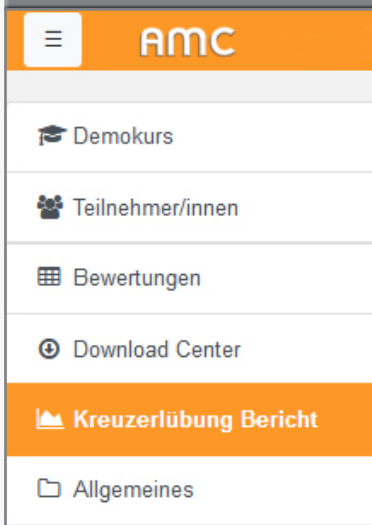 AMC
Demokurs
Teilnehmer/innen
Bewertungen
Download Center
Kreuzerlübung Bericht
Allgemeines